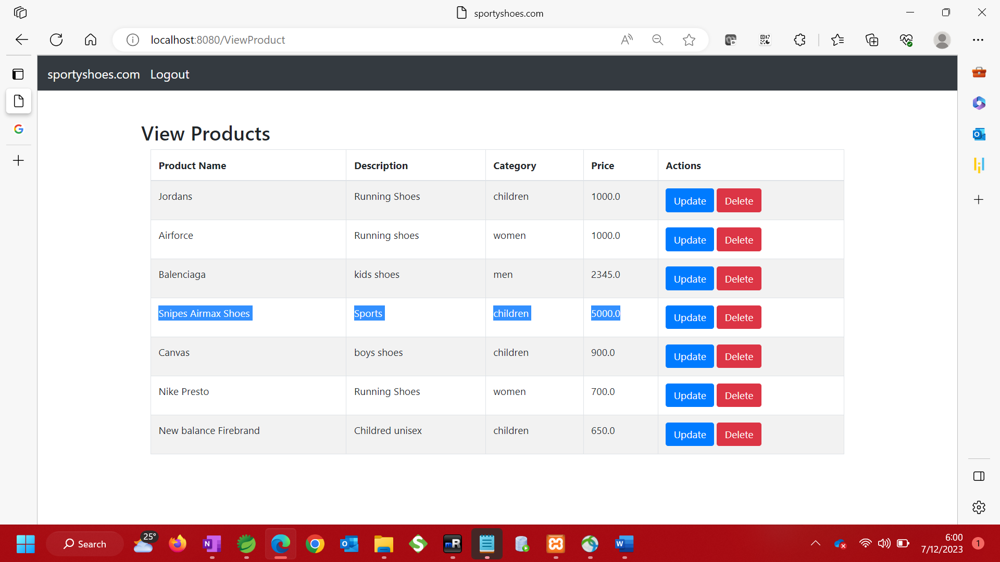 sportyshoes.com
localhost:8080/ViewProduct
sportyshoes.com Logout
View Products
Product Name Description Category Price Actions
Jordans Running Shoes children 1000.0 Update Delete
Airforce Running shoes women 1000.0 Update Delete
Balenciaga kids shoes men 2345.0 Update Delete
Snipes Airmax Shoes Sports children 5000.0 Update Delete
Canvas boys shoes children 900.0 Update Delete
Nike Presto Running Shoes women 700.0 Update Delete
New balance Firebrand Childred unisex children 650.0 Update Delete
25°
Search
6:00
7/12/2023
1